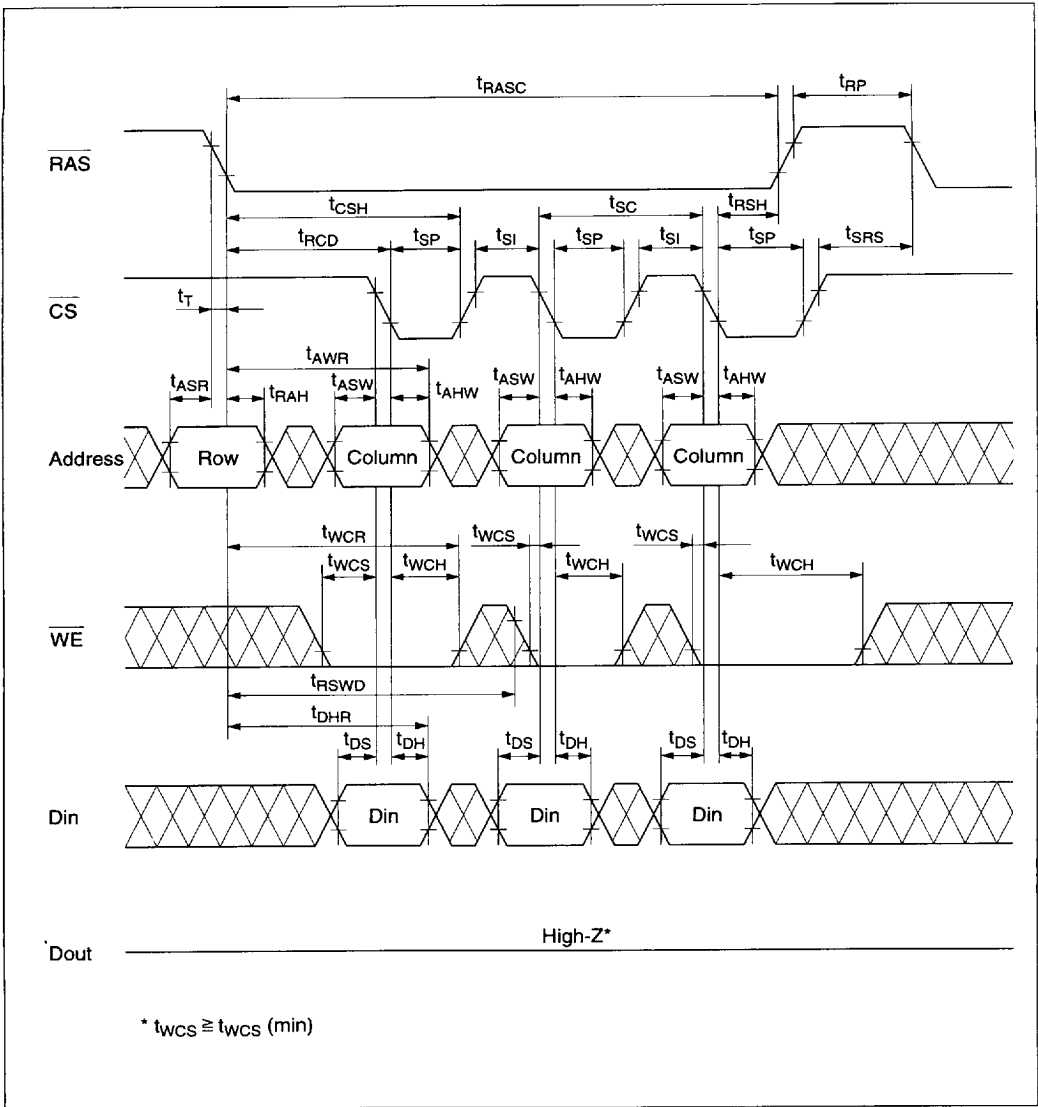 tRASC tRP
RAS
tCSH tSC tRSH
tRCD tSP tSI tSP tSI tSP tSRS
CS
tT
tAWR
tASR tRAH tASW tAHW tASW tAHW tASW tAHW
Address Row Column Column Column
tWCR tWCS tWCS
tWCS tWCH tWCH tWCH
WE
tRSWD
tDHR
tDS tDH tDS tDH tDS tDH
Din Din Din Din
High-Z*
Dout
* tWCS ≧ tWCS (min)